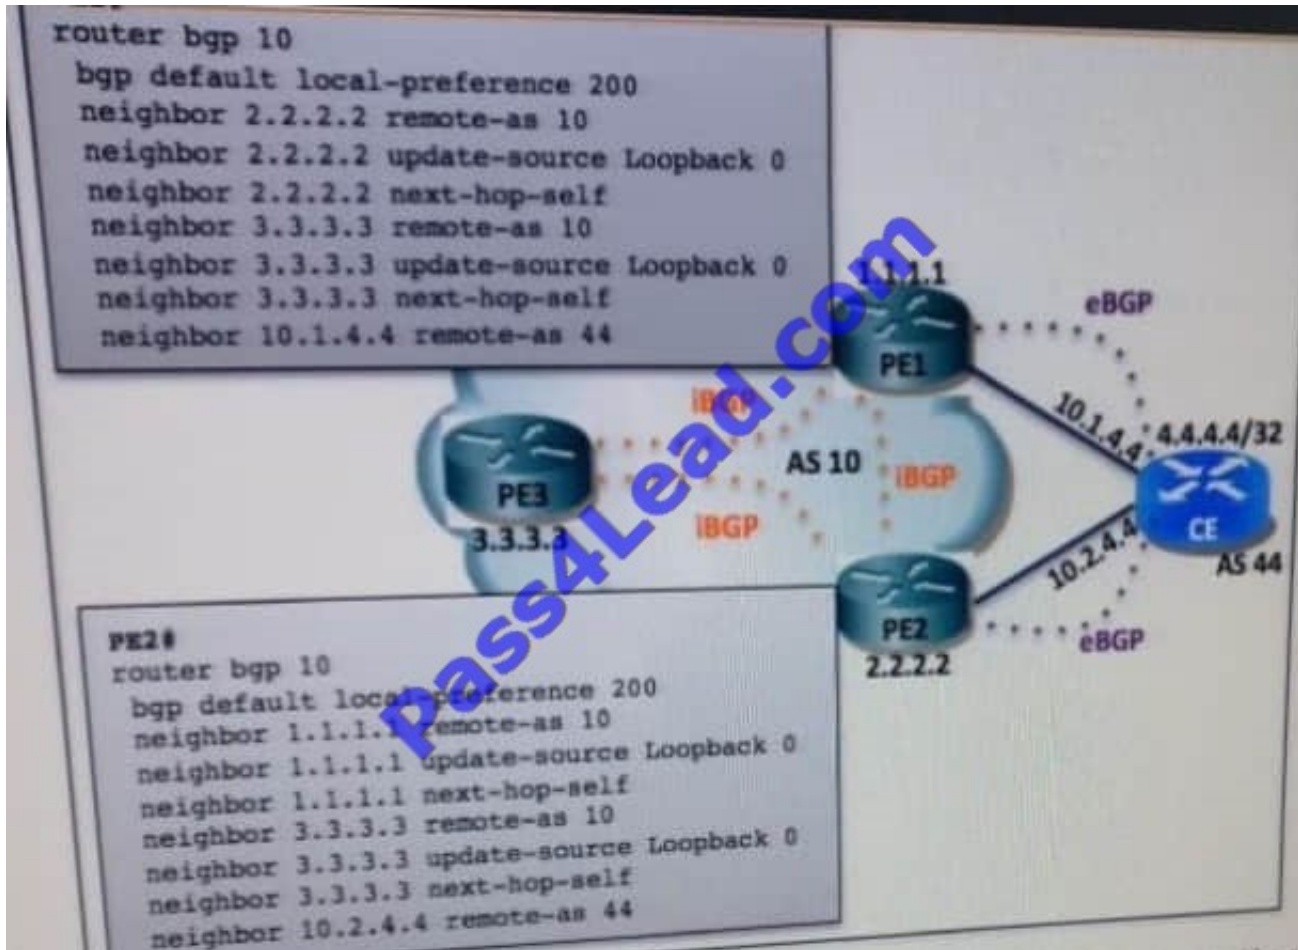 router bgp 10
bgp default local-preference 200
neighbor 2.2.2.2 remote-as 10
neighbor 2.2.2.2 update-source Loopback 0
neighbor 2.2.2.2 next-hop-self
neighbor 3.3.3.3 remote-as 10
neighbor 3.3.3.3 update-source Loopback 0
neighbor 3.3.3.3 next-hop-self
neighbor 10.1.4.4 remote-as 44
1.1.1.1
eBGP
PE1
iBGP
10.1.4.4
4.4.4.4/32
AS 10
iBGP
PE3
iBGP
CE
3.3.3.3
10.2.4.4
AS 44
PE2
eBGP
2.2.2.2
Pass4Lead.com
PE2#
router bgp 10
bgp default local-preference 200
neighbor 1.1.1.1 remote-as 10
neighbor 1.1.1.1 update-source Loopback 0
neighbor 1.1.1.1 next-hop-self
neighbor 3.3.3.3 remote-as 10
neighbor 3.3.3.3 update-source Loopback 0
neighbor 3.3.3.3 next-hop-self
neighbor 10.2.4.4 remote-as 44